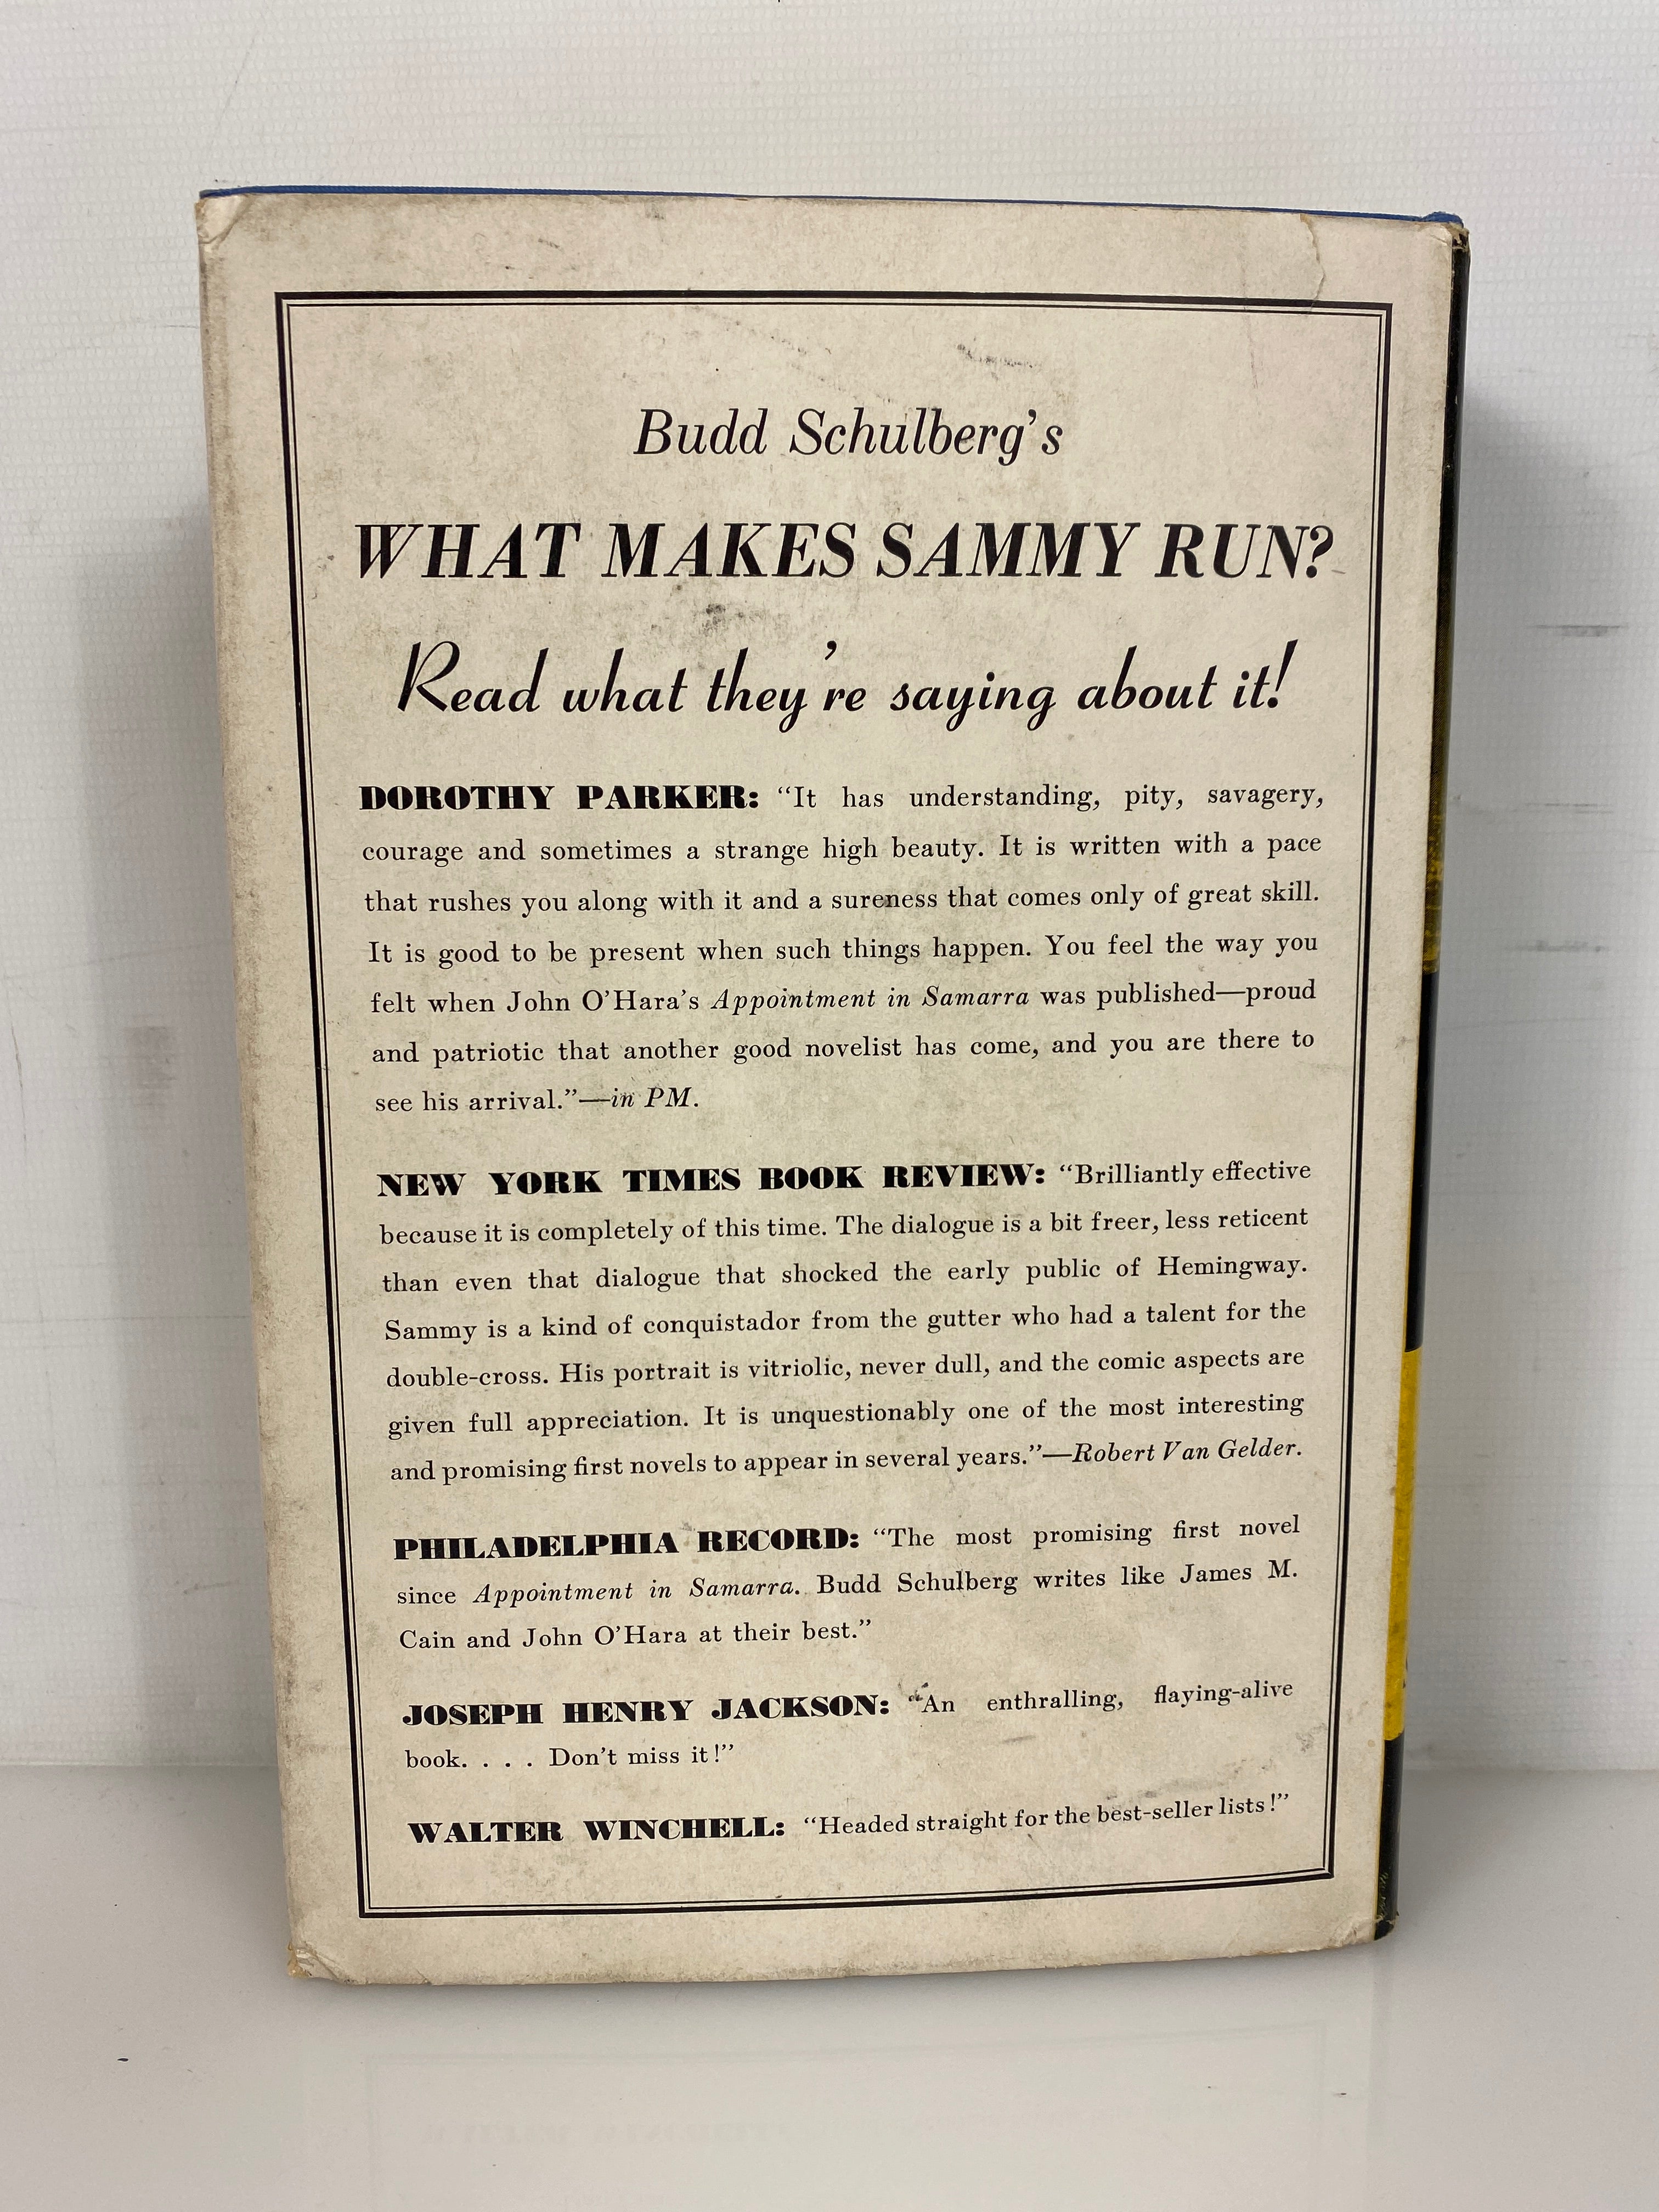 Budd Schulberg's
WHAT MAKES SAMMY RUN?
Read what they're saying about it!
DOROTHY PARKER: “It has understanding, pity, savagery,
courage and sometimes a strange high beauty. It is written with a pace
that rushes you along with it and a sureness that comes only of great skill.
It is good to be present when such things happen. You feel the way you
felt when John O’Hara’s Appointment in Samarra was published—proud
and patriotic that another good novelist has come, and you are there to
see his arrival.”—in PM.
NEW YORK TIMES BOOK REVIEW: “Brilliantly effective
because it is completely of this time. The dialogue is a bit freer, less reticent
than even that dialogue that shocked the early public of Hemingway.
Sammy is a kind of conquistador from the gutter who had a talent for the
double-cross. His portrait is vitriolic, never dull, and the comic aspects are
given full appreciation. It is unquestionably one of the most interesting
and promising first novels to appear in several years.”—Robert Van Gelder.
PHILADELPHIA RECORD: “The most promising first novel
since Appointment in Samarra. Budd Schulberg writes like James M.
Cain and John O’Hara at their best.”
JOSEPH HENRY JACKSON: “An enthralling, flaying-alive
book. . . . Don’t miss it!”
WALTER WINCHELL: “Headed straight for the best-seller lists!”